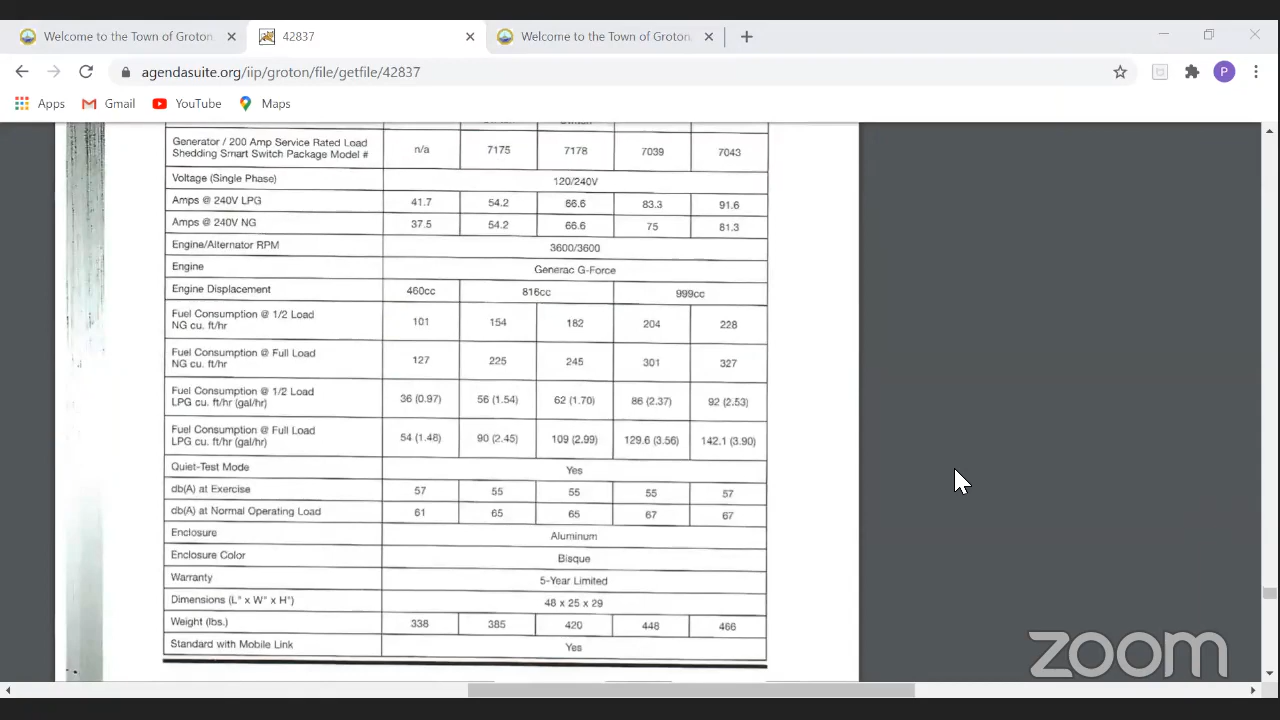 Welcome to the Town of Groton.
42837
Welcome to the Town of Groton.
agendasuite.org/iip/groton/file/getfile/42837
P
Apps
Gmail
YouTube
Maps
Generator / 200 Amp Service Rated Load
Shedding Smart Switch Package Model #
n/a 7175 7178 7039 7043
Voltage (Single Phase) 120/240V
Amps @ 240V LPG 41.7 54.2 66.6 83.3 91.6
Amps @ 240V NG 37.5 54.2 66.6 75 81.3
Engine/Alternator RPM 3600/3600
Engine Generac G-Force
Engine Displacement 460cc 816cc 999cc
Fuel Consumption @ 1/2 Load
NG cu. ft/hr
101 154 182 204 228
Fuel Consumption @ Full Load
NG cu. ft/hr
127 225 245 301 327
Fuel Consumption @ 1/2 Load
LPG cu. ft/hr (gal/hr)
36 (0.97) 56 (1.54) 62 (1.70) 86 (2.37) 92 (2.53)
Fuel Consumption @ Full Load
LPG cu. ft/hr (gal/hr)
54 (1.48) 90 (2.45) 109 (2.99) 129.6 (3.56) 142.1 (3.90)
Quiet-Test Mode Yes
db(A) at Exercise 57 55 55 55 57
db(A) at Normal Operating Load 61 65 65 67 67
Enclosure Aluminum
Enclosure Color Bisque
Warranty 5-Year Limited
Dimensions (L" x W" x H") 48 x 25 x 29
Weight (lbs.) 338 385 420 448 466
Standard with Mobile Link Yes
zoom